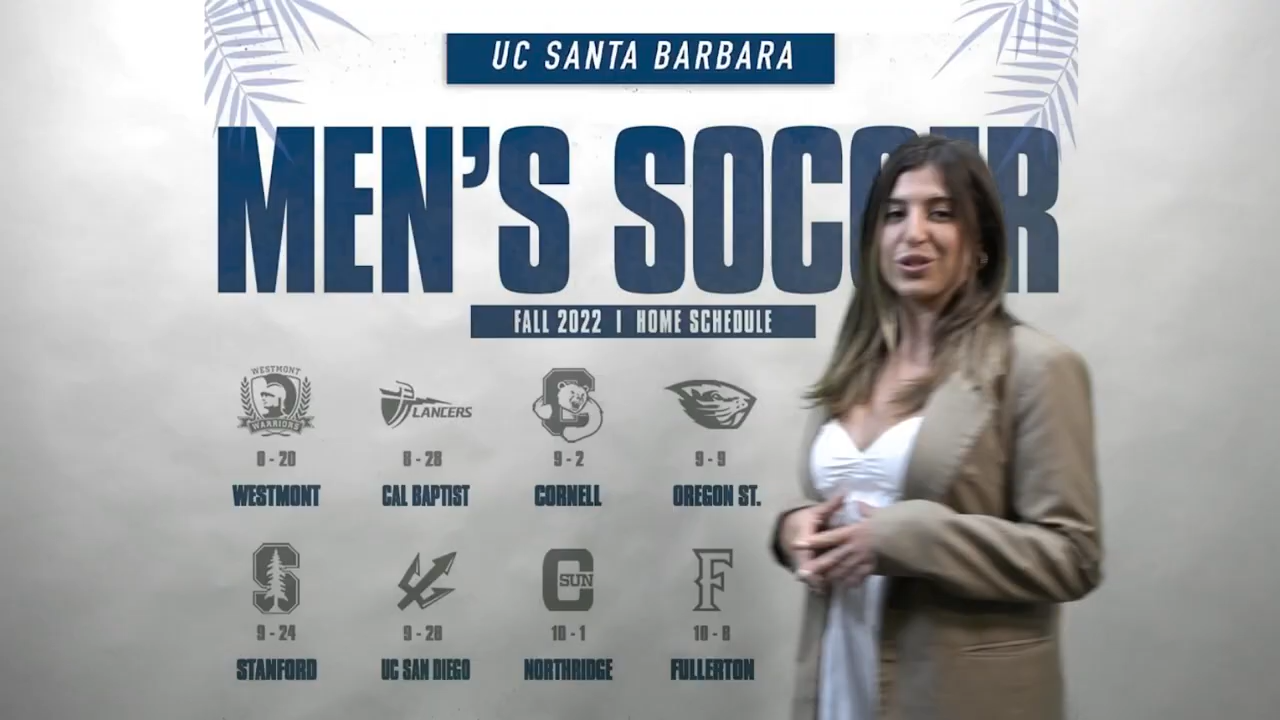 UC SANTA BARBARA
MEN'S SOCCER
FALL 2022 | HOME SCHEDULE
WESTMONT
WARRIORS
LANCERS
C
8 - 20
8 - 28
9 - 2
9 - 9
WESTMONT
CAL BAPTIST
CORNELL
OREGON ST.
S
C SUN
F
9 - 24
9 - 28
10 - 1
10 - 8
STANFORD
UC SAN DIEGO
NORTHRIDGE
FULLERTON